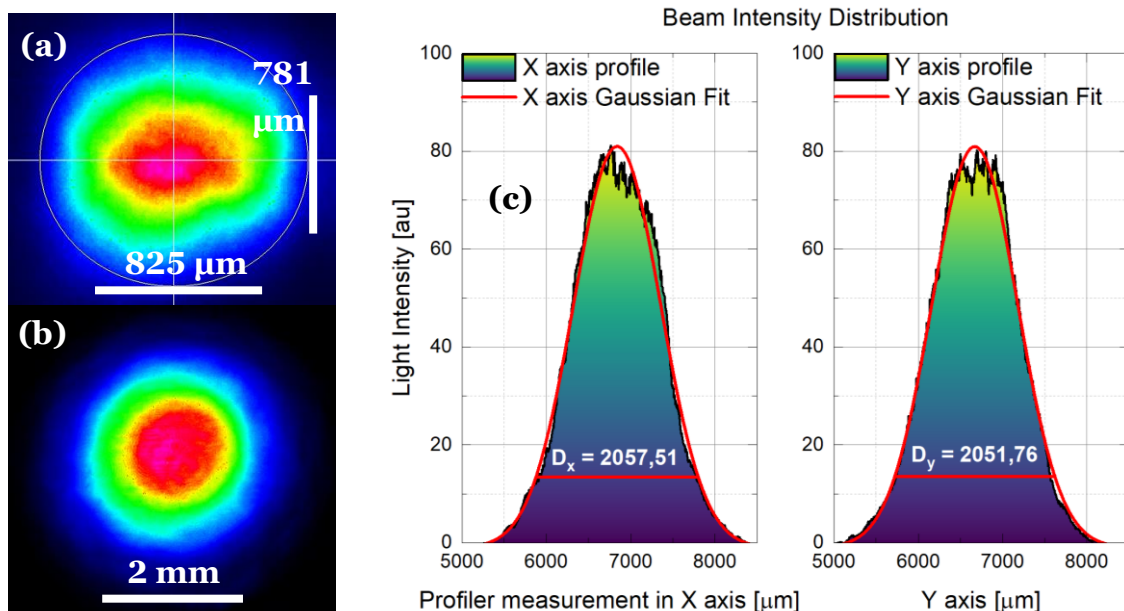 (a)
781
µm
825 µm
(b)
2 mm
Beam Intensity Distribution
(c)
Light Intensity [au]
100
80
60
40
20
0
X axis profile
X axis Gaussian Fit
Dx = 2057,51
5000 6000 7000 8000
Profiler measurement in X axis [µm]
100
80
60
40
20
0
Y axis profile
Y axis Gaussian Fit
Dy = 2051,76
5000 6000 7000 8000
Y axis [µm]